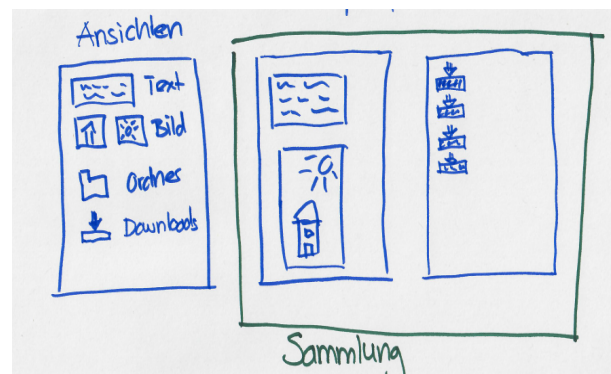 Ansichten
Text
Bild
Ordner
Downloads
Sammlung